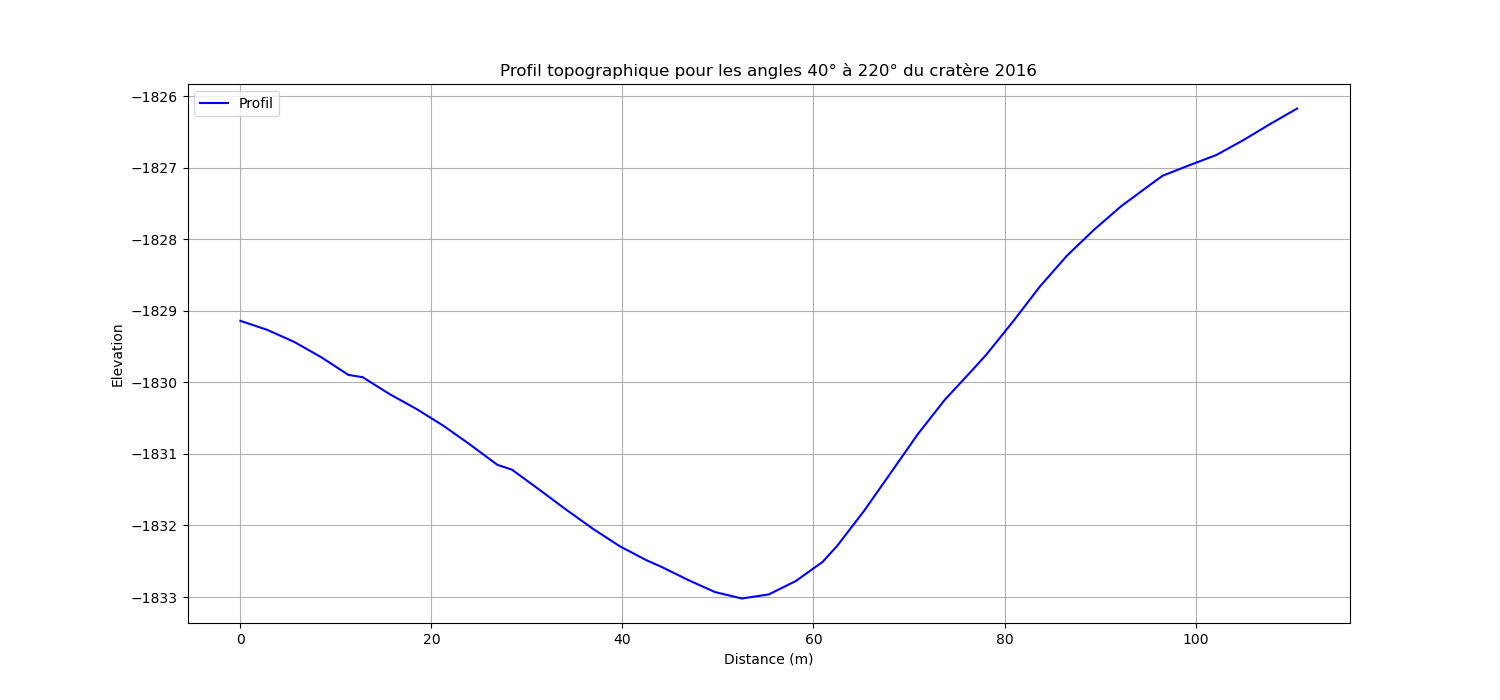 Profil topographique pour les angles 40° à 220° du cratère 2016
Profil
−1826
−1827
−1828
−1829
−1830
−1831
−1832
−1833
Elevation
0 20 40 60 80 100
Distance (m)